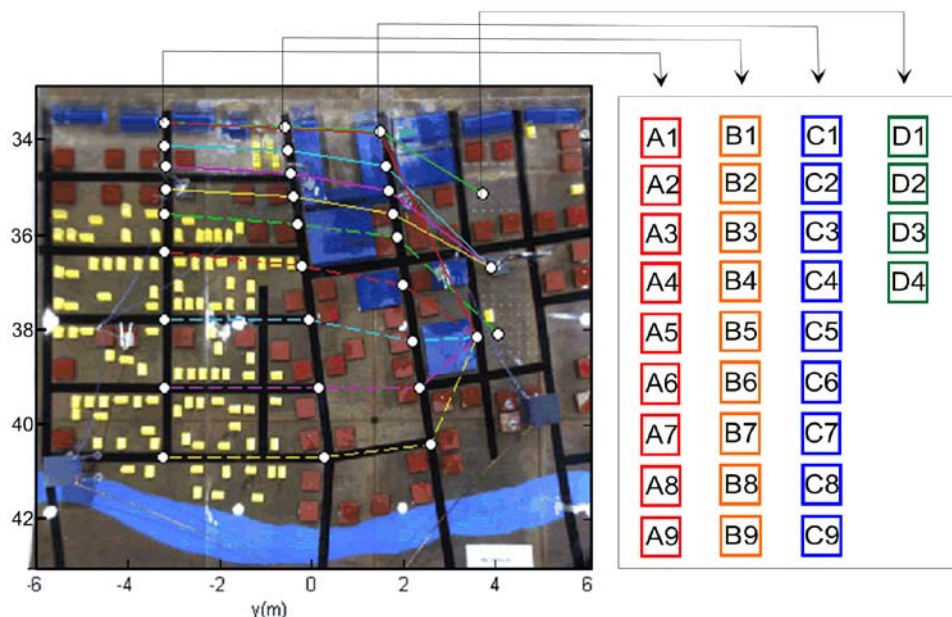 34
36
38
40
42
-6 -4 -2 0 2 4 6
y(m)
A1 B1 C1 D1
A2 B2 C2 D2
A3 B3 C3 D3
A4 B4 C4 D4
A5 B5 C5
A6 B6 C6
A7 B7 C7
A8 B8 C8
A9 B9 C9